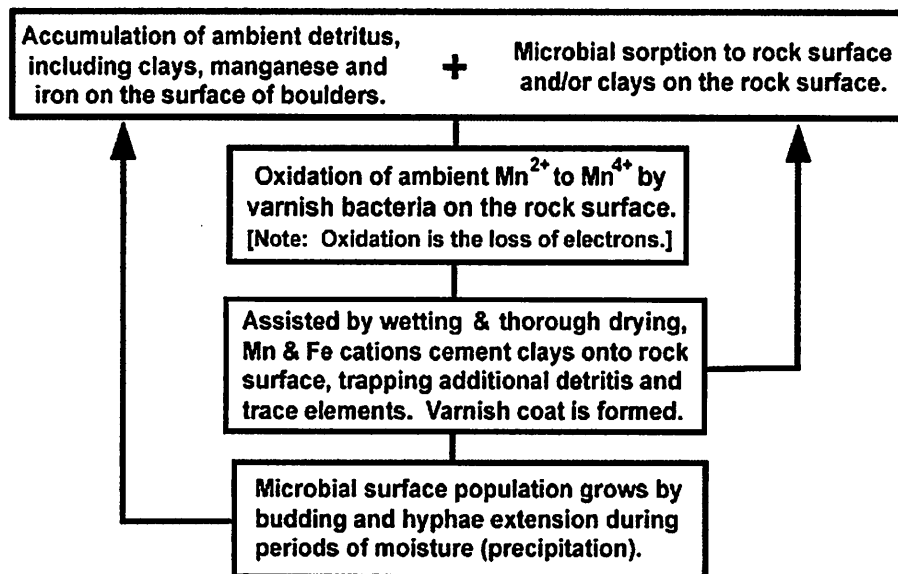 Accumulation of ambient detritus,
including clays, manganese and
iron on the surface of boulders.
+
Microbial sorption to rock surface
and/or clays on the rock surface.
Oxidation of ambient Mn²⁺ to Mn⁴⁺ by
varnish bacteria on the rock surface.
[Note: Oxidation is the loss of electrons.]
Assisted by wetting & thorough drying,
Mn & Fe cations cement clays onto rock
surface, trapping additional detritis and
trace elements. Varnish coat is formed.
Microbial surface population grows by
budding and hyphae extension during
periods of moisture (precipitation).